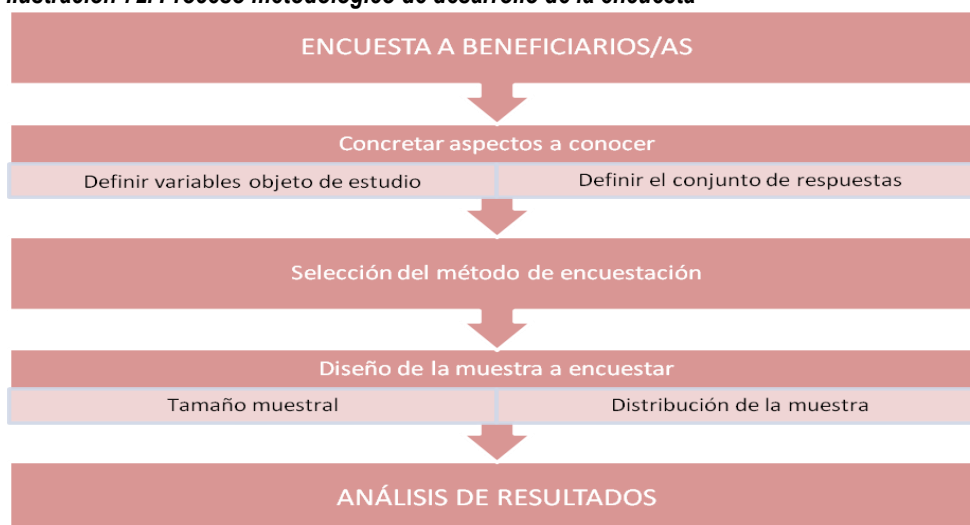 Proceso metodológico de desarrollo de la encuesta
ENCUESTA A BENEFICIARIOS/AS
Concretar aspectos a conocer
Definir variables objeto de estudio
Definir el conjunto de respuestas
Selección del método de encuestación
Diseño de la muestra a encuestar
Tamaño muestral
Distribución de la muestra
ANÁLISIS DE RESULTADOS